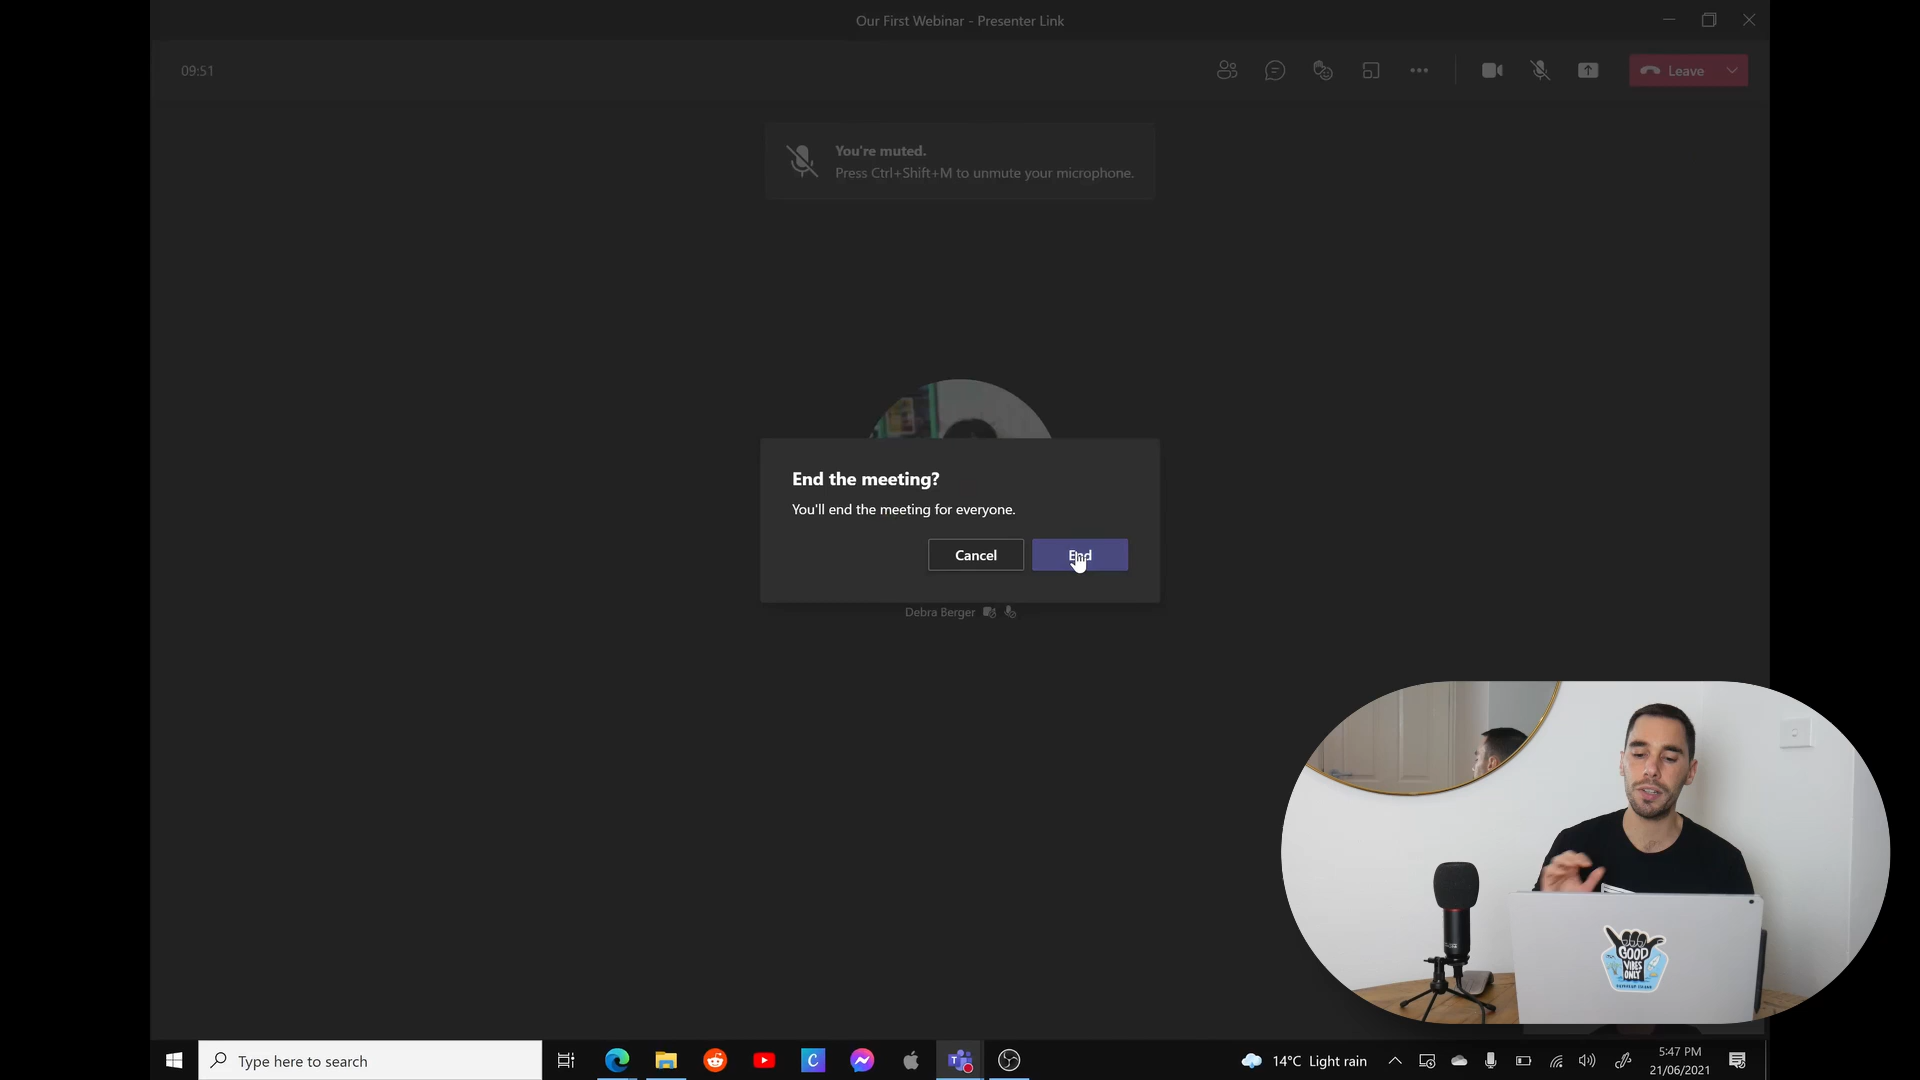 Our First Webinar - Presenter Link
09:51
Leave
You're muted.
Press Ctrl+Shift+M to unmute your microphone.
End the meeting?
You'll end the meeting for everyone.
Cancel
End
Debra Berger
GOOD
VIBES
ONLY
Type here to search
14°C Light rain
5:47 PM
21/06/2021